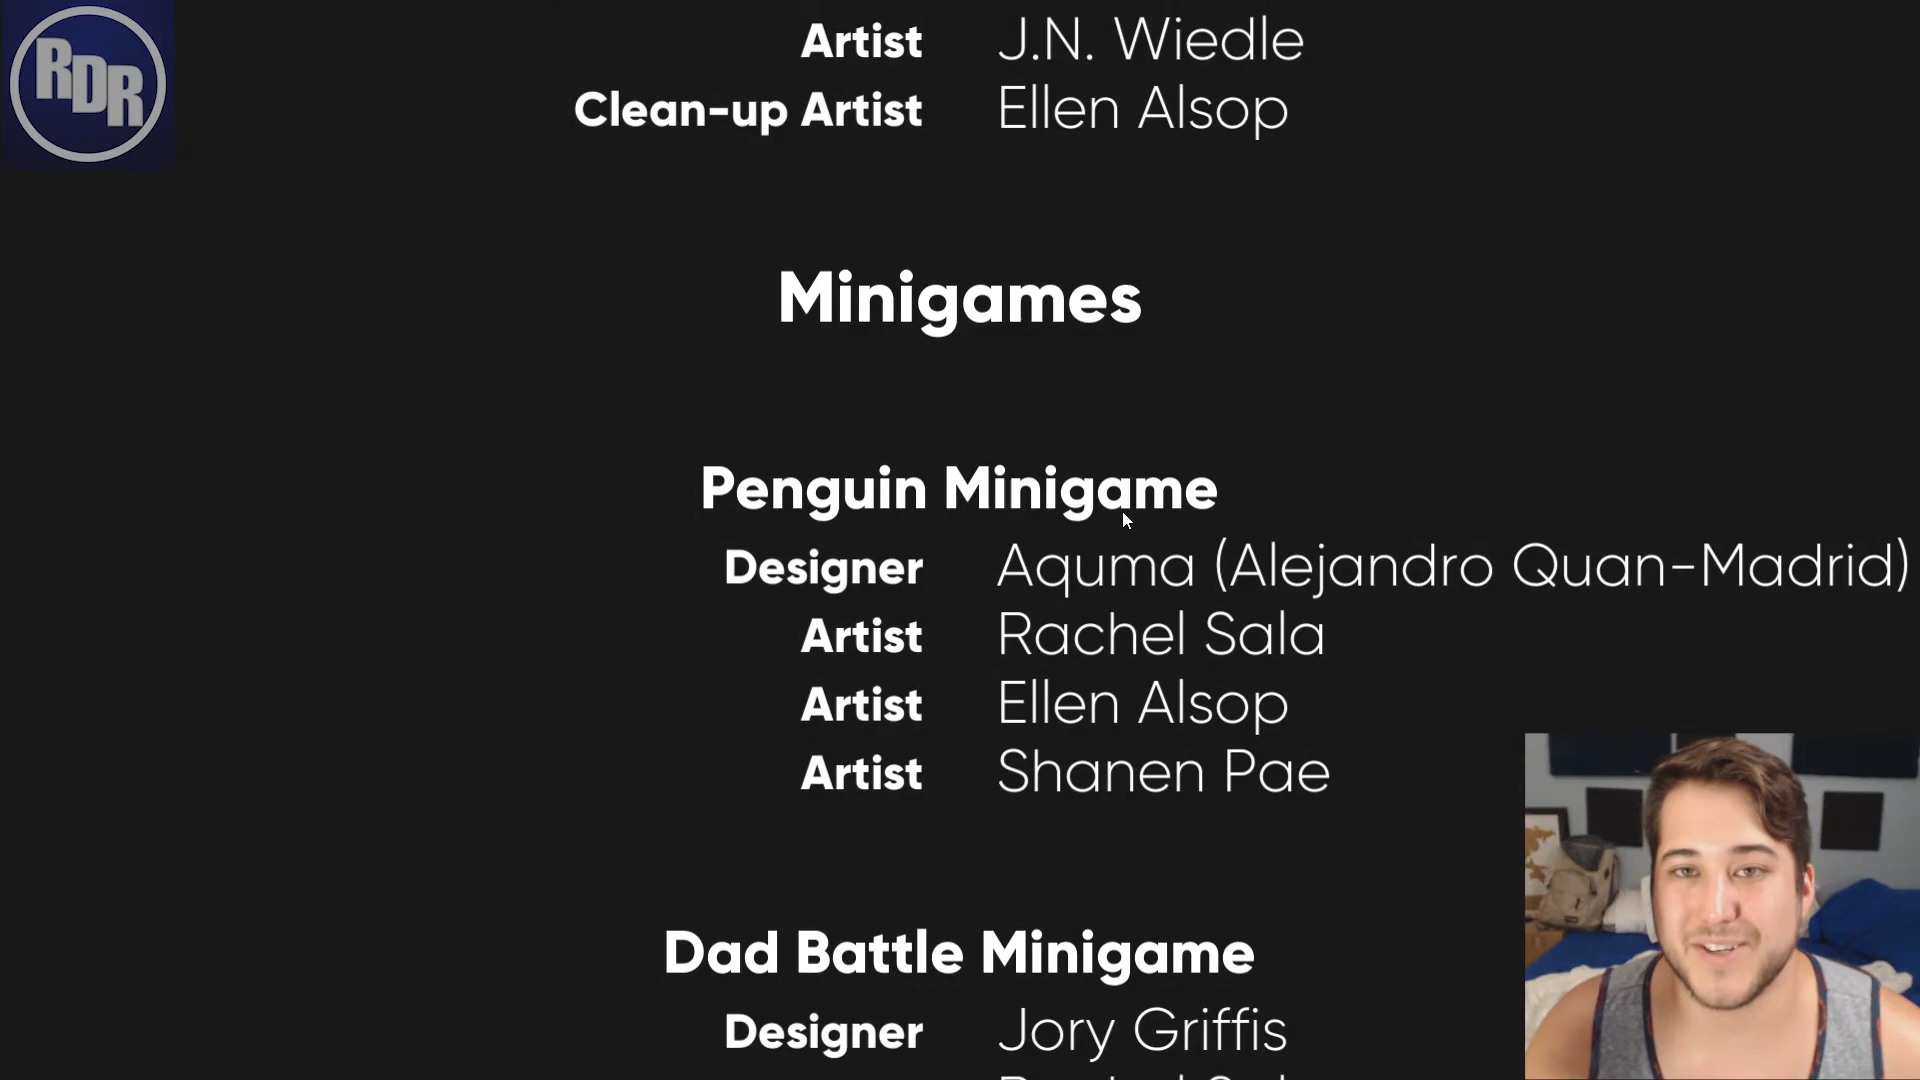 RDR
Artist J.N. Wiedle
Clean-up Artist Ellen Alsop
Minigames
Penguin Minigame
Designer Aquma (Alejandro Quan-Madrid)
Artist Rachel Sala
Artist Ellen Alsop
Artist Shanen Pae
Dad Battle Minigame
Designer Jory Griffis